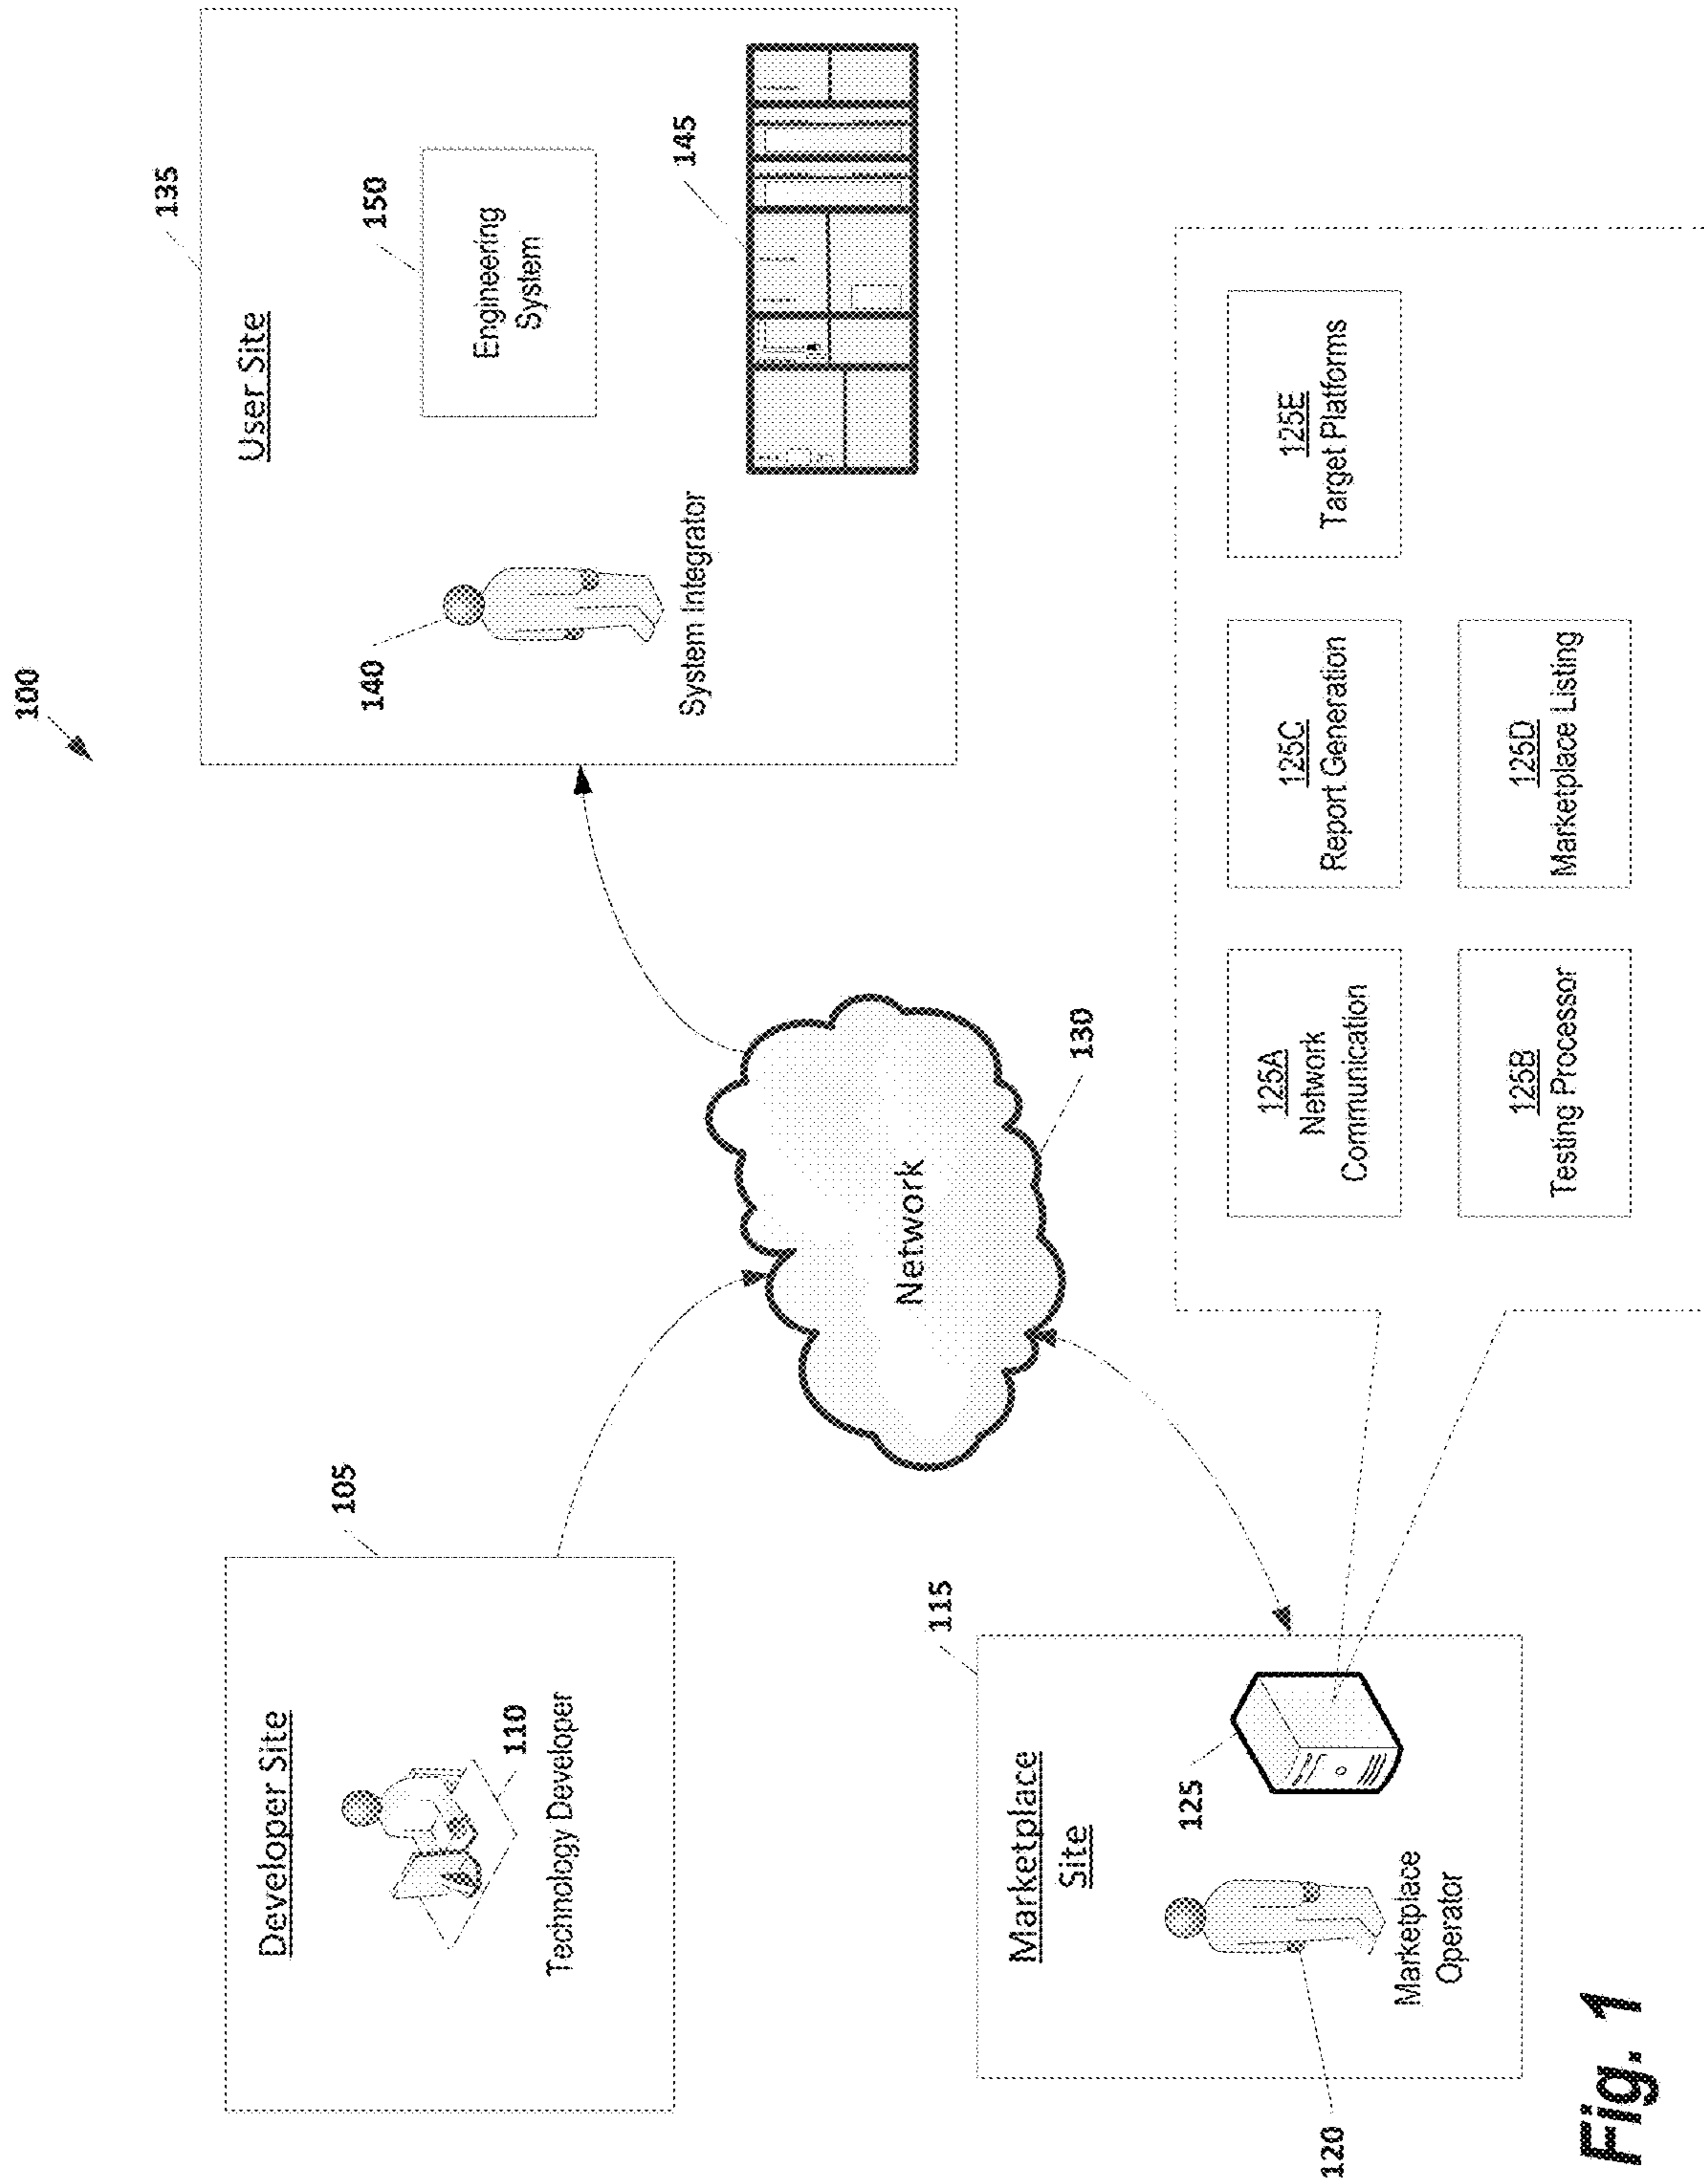 100
Developer Site
105
110
Technology Developer
User Site
135
140
System Integrator
150
Engineering
System
145
Network
130
Marketplace
Site
115
125
Marketplace
Operator
120
125A
Network
Communication
125C
Report Generation
125E
Target Platforms
125B
Testing Processor
125D
Marketplace Listing
Fig. 1